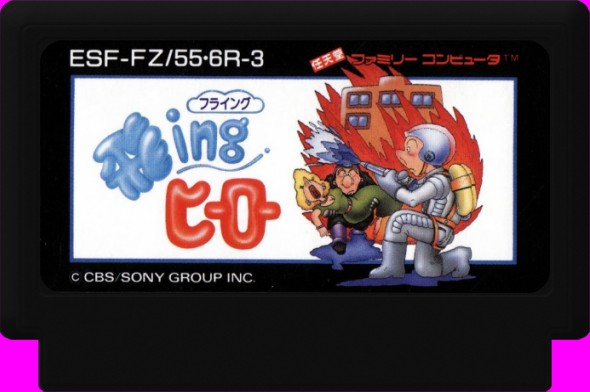 ESF-FZ/55・6R-3
任天堂 ファミリー コンピュータ™
フライング
飛ing
ヒーロー
© CBS/SONY GROUP INC.